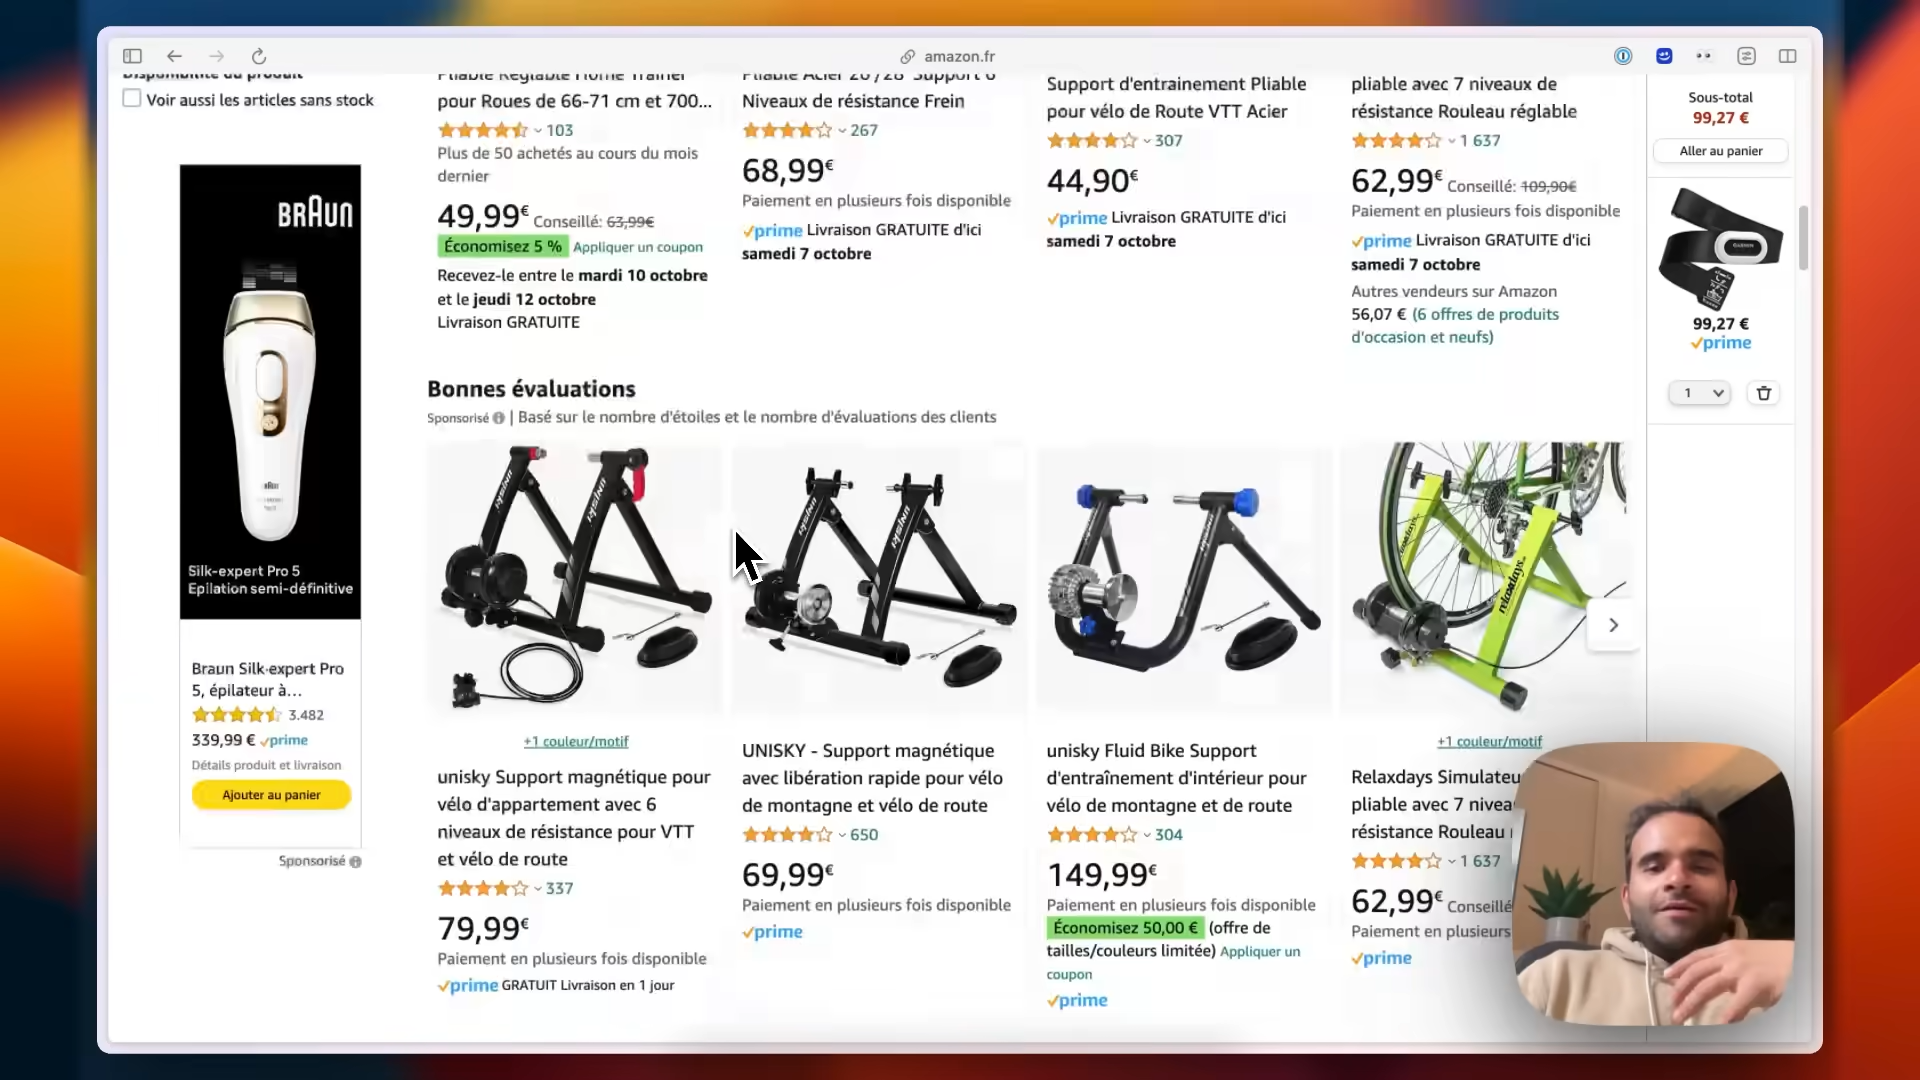 amazon.fr
Disponibilité du produit
Voir aussi les articles sans stock
BRAUN
Silk-expert Pro 5
Epilation semi-définitive
Braun Silk-expert Pro
5, épilateur à...
3.482
339,99 € prime
Détails produit et livraison
Ajouter au panier
Sponsorisé
Pliable Réglable Home Trainer
pour Roues de 66-71 cm et 700...
103
Plus de 50 achetés au cours du mois
dernier
49,99€ Conseillé: 63,99€
Économisez 5 % Appliquer un coupon
Recevez-le entre le mardi 10 octobre
et le jeudi 12 octobre
Livraison GRATUITE
Pliable Acier 26"/28" Support 6
Niveaux de résistance Frein
267
68,99€
Paiement en plusieurs fois disponible
prime Livraison GRATUITE d'ici
samedi 7 octobre
Support d'entrainement Pliable
pour vélo de Route VTT Acier
307
44,90€
prime Livraison GRATUITE d'ici
samedi 7 octobre
pliable avec 7 niveaux de
résistance Rouleau réglable
1 637
62,99€ Conseillé: 109,90€
Paiement en plusieurs fois disponible
prime Livraison GRATUITE d'ici
samedi 7 octobre
Autres vendeurs sur Amazon
56,07 € (6 offres de produits
d'occasion et neufs)
Bonnes évaluations
Sponsorisé | Basé sur le nombre d'étoiles et le nombre d'évaluations des clients
unisky
unisky
unisky
unisky
relaxdays
+1 couleur/motif
unisky Support magnétique pour
vélo d'appartement avec 6
niveaux de résistance pour VTT
et vélo de route
337
79,99€
Paiement en plusieurs fois disponible
prime GRATUIT Livraison en 1 jour
UNISKY - Support magnétique
avec libération rapide pour vélo
de montagne et vélo de route
650
69,99€
Paiement en plusieurs fois disponible
prime
unisky Fluid Bike Support
d'entraînement d'intérieur pour
vélo de montagne et de route
304
149,99€
Paiement en plusieurs fois disponible
Économisez 50,00 € (offre de
tailles/couleurs limitée) Appliquer un
coupon
prime
+1 couleur/motif
Relaxdays Simulateu
pliable avec 7 nivea
résistance Rouleau
1 637
62,99€ Conseillé
Paiement en plusieurs
prime
Sous-total
99,27 €
Aller au panier
GARMIN
99,27 €
prime
1